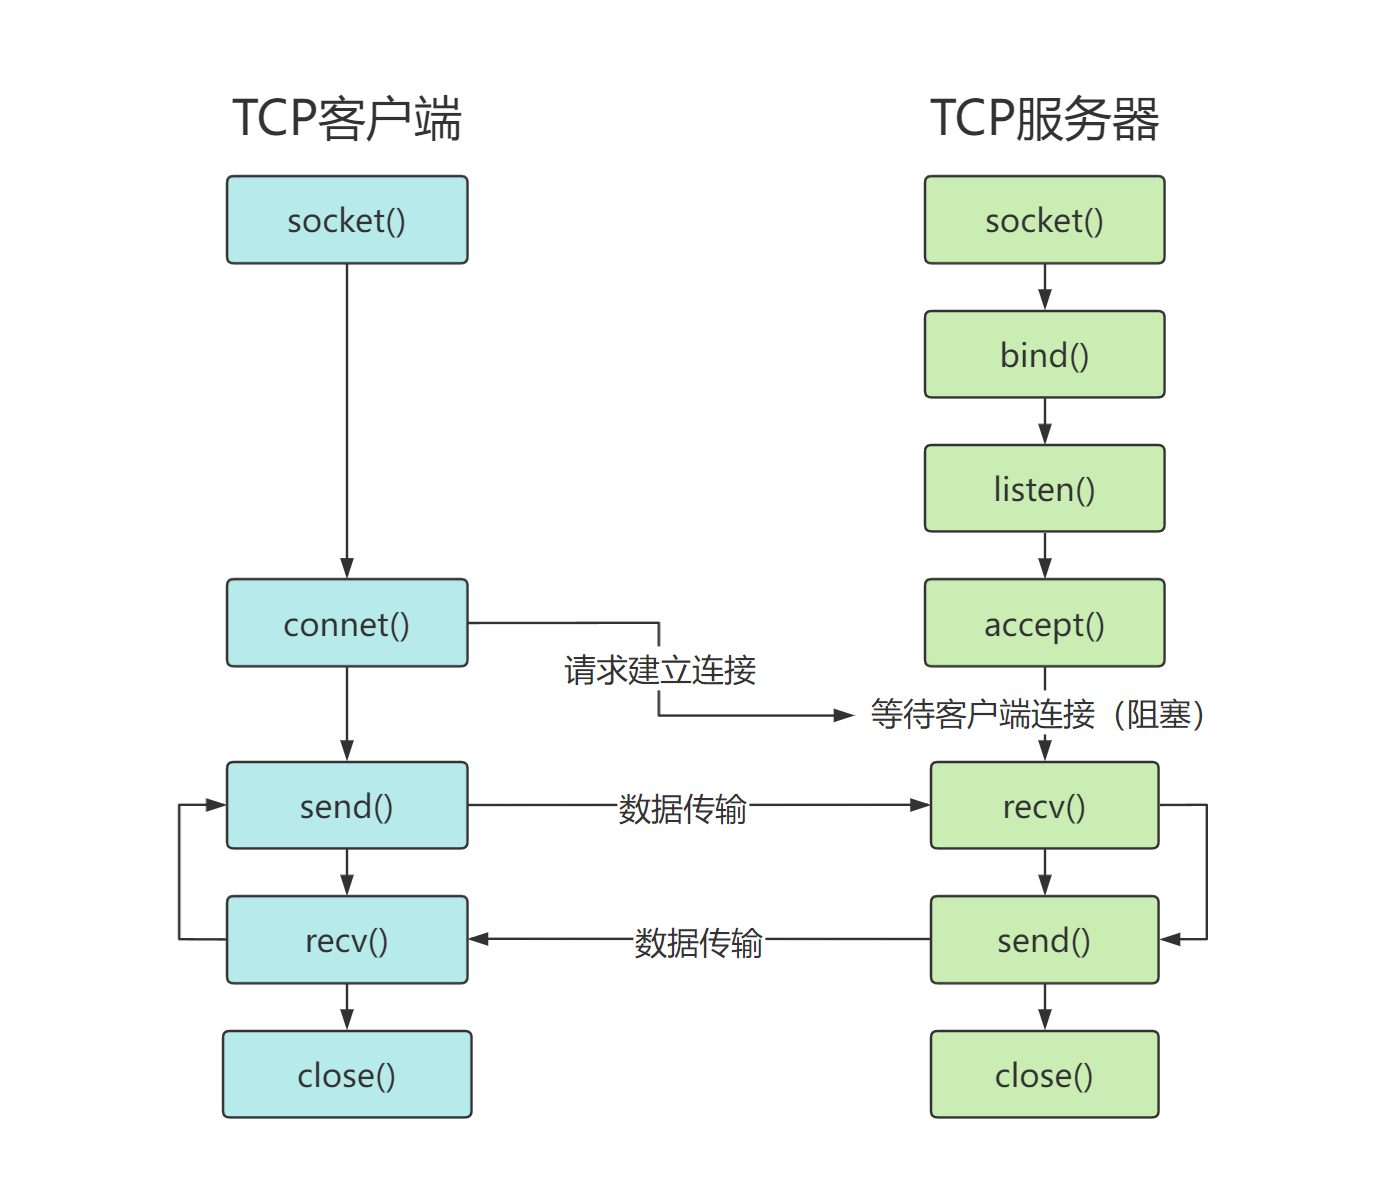 TCP客户端
TCP服务器
socket()
socket()
bind()
listen()
connet()
accept()
请求建立连接
等待客户端连接（阻塞）
send()
数据传输
recv()
recv()
数据传输
send()
close()
close()